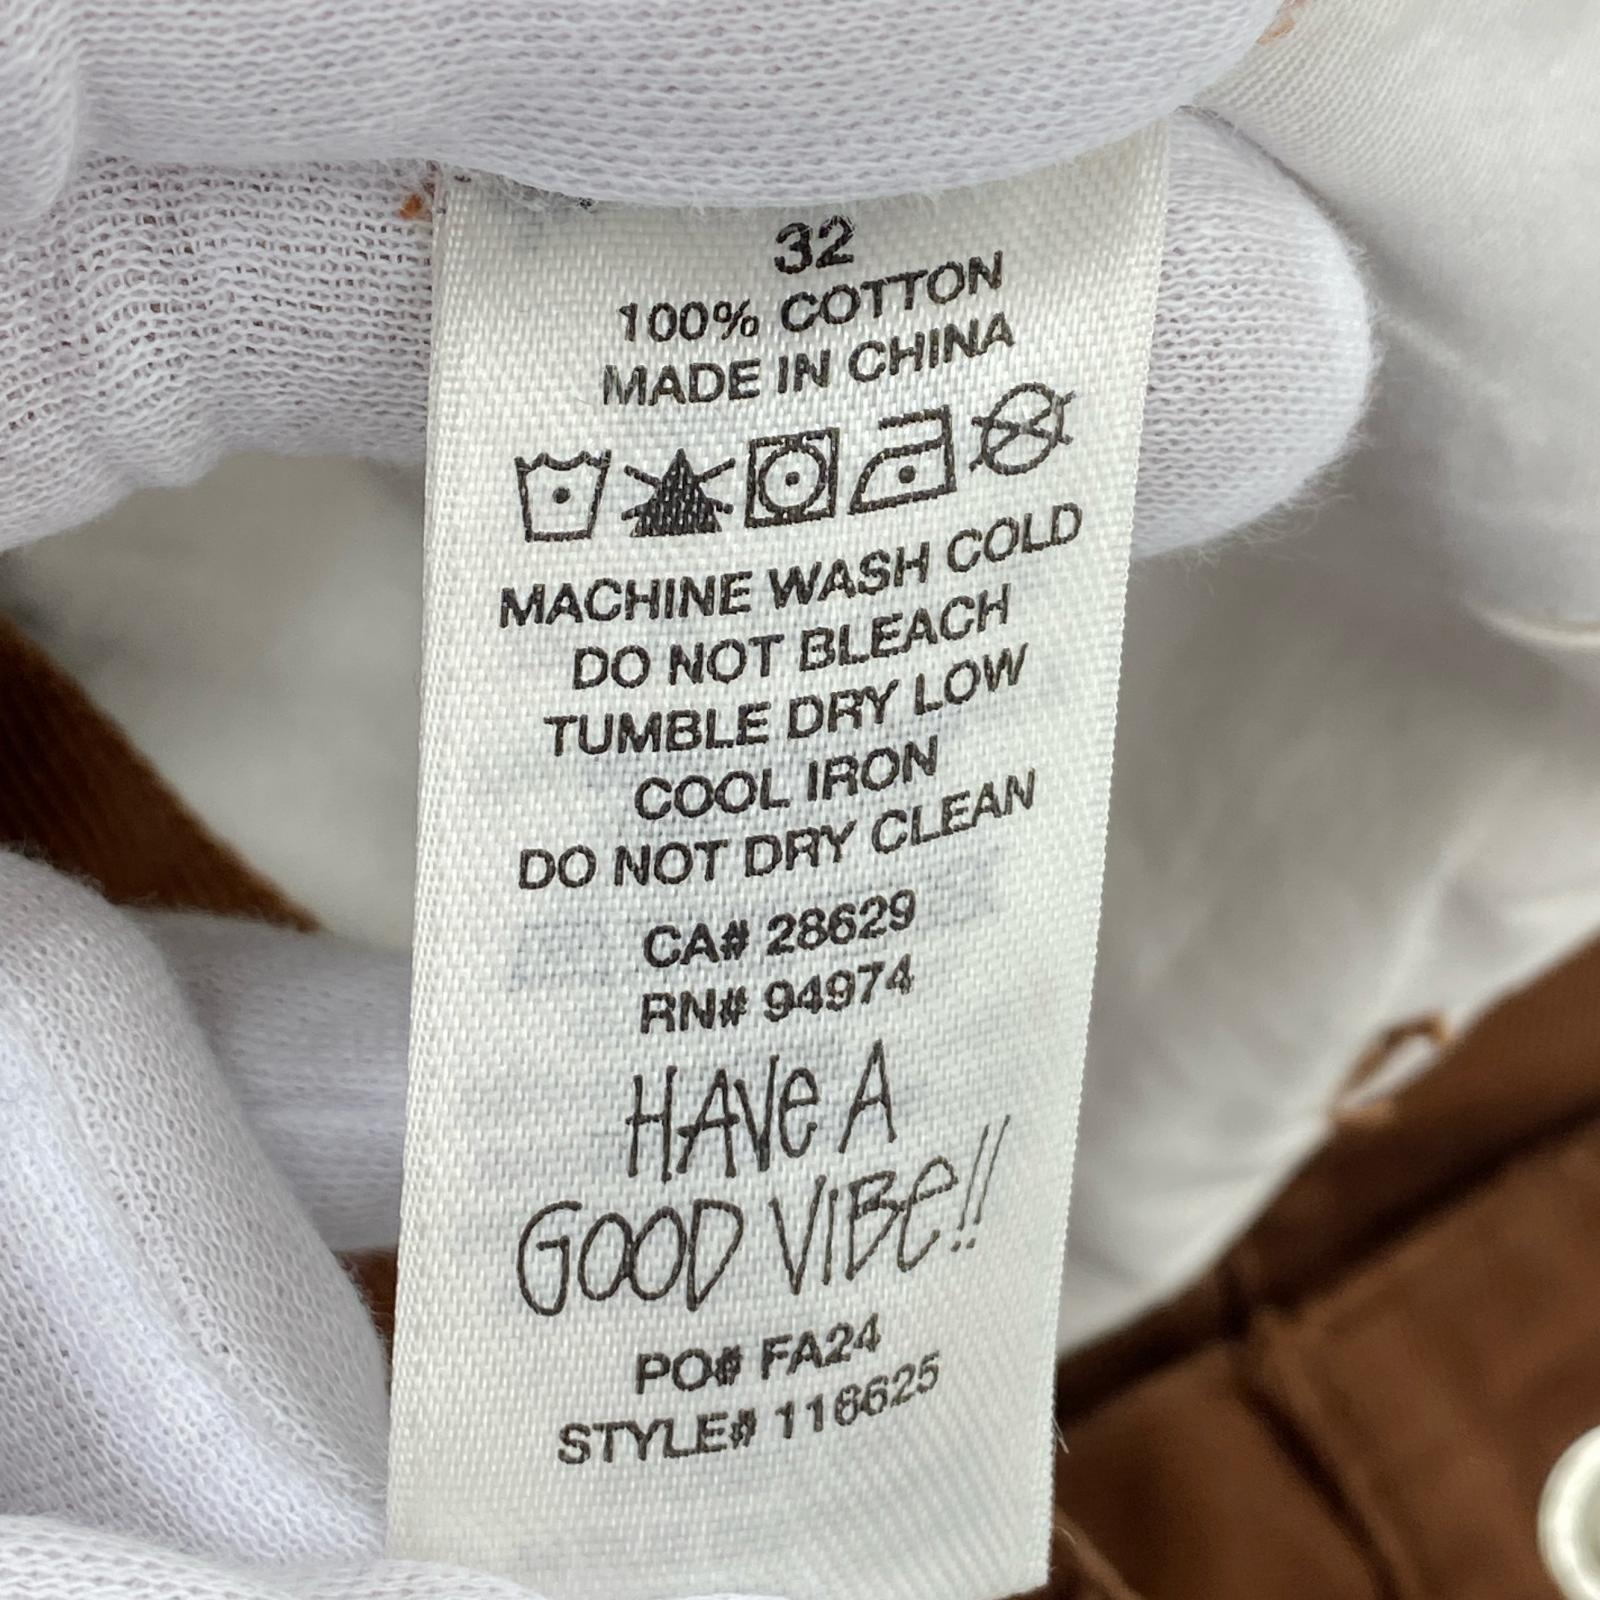 32
100% COTTON
MADE IN CHINA
MACHINE WASH COLD
DO NOT BLEACH
TUMBLE DRY LOW
COOL IRON
DO NOT DRY CLEAN
CA# 28629
RN# 94974
HAVe A
GOOD VIBe!!
PO# FA24
STYLE# 116625